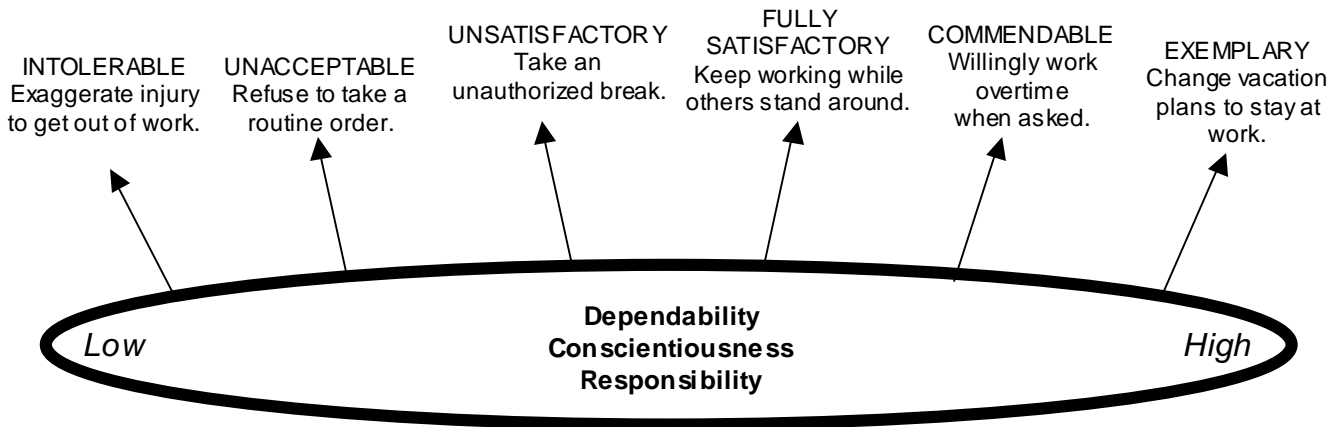 INTOLERABLE
Exaggerate injury
to get out of work.
UNACCEPTABLE
Refuse to take a
routine order.
UNSATISFACTORY
Take an
unauthorized break.
FULLY
SATISFACTORY
Keep working while
others stand around.
COMMENDABLE
Willingly work
overtime
when asked.
EXEMPLARY
Change vacation
plans to stay at
work.
Low
Dependability
Conscientiousness
Responsibility
High